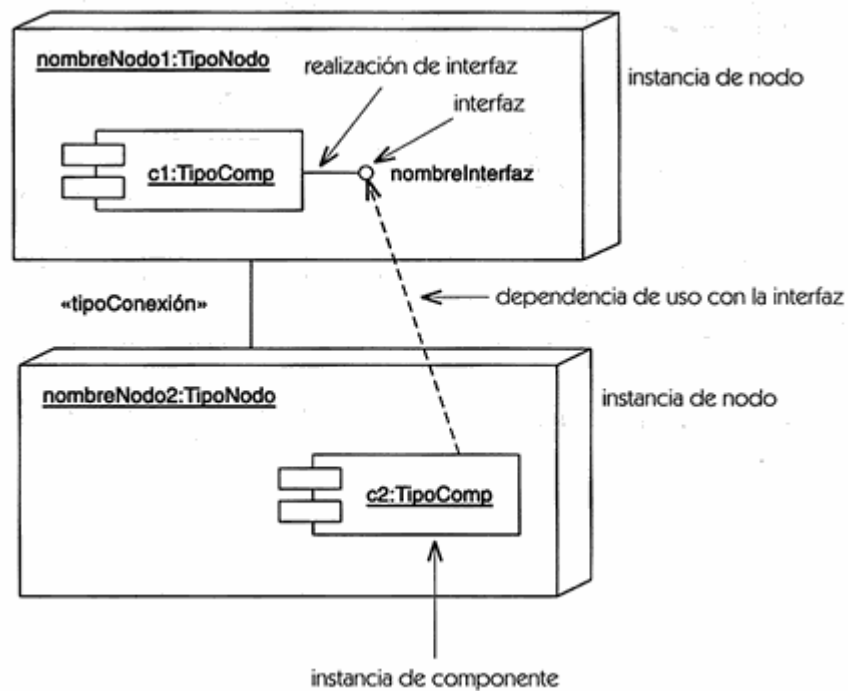 nombreNodo1:TipoNodo
realización de interfaz
instancia de nodo
interfaz
c1:TipoComp
nombreInterfaz
«tipoConexión»
dependencia de uso con la interfaz
nombreNodo2:TipoNodo
instancia de nodo
c2:TipoComp
instancia de componente